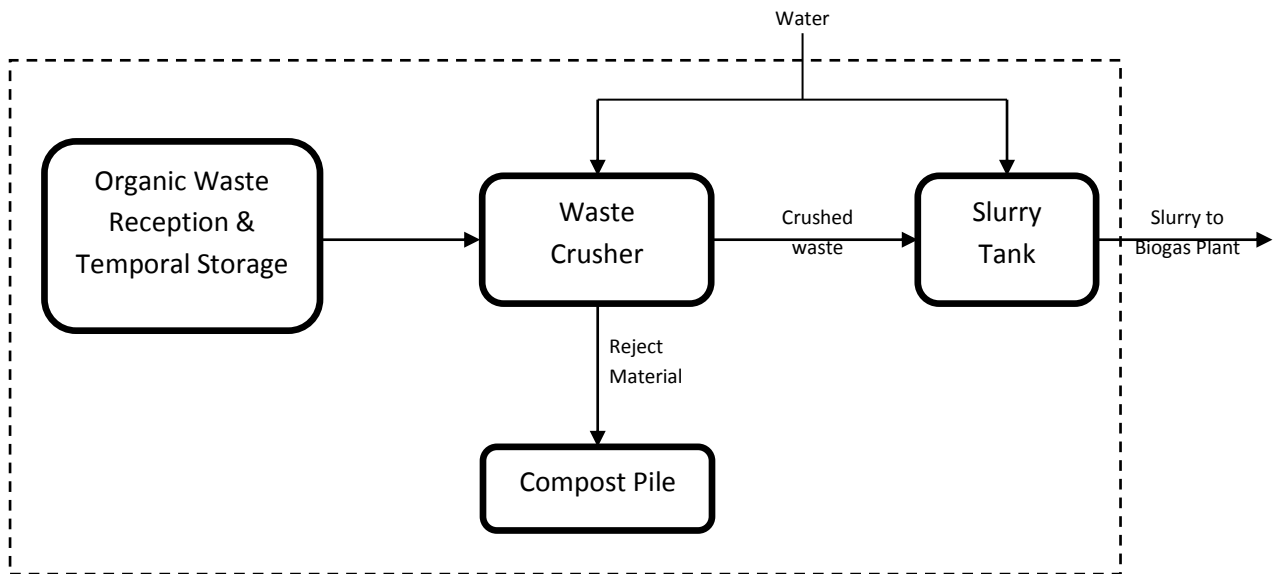 Water
Organic Waste
Reception &
Temporal Storage
Waste
Crusher
Crushed
waste
Slurry
Tank
Slurry to
Biogas Plant
Reject
Material
Compost Pile